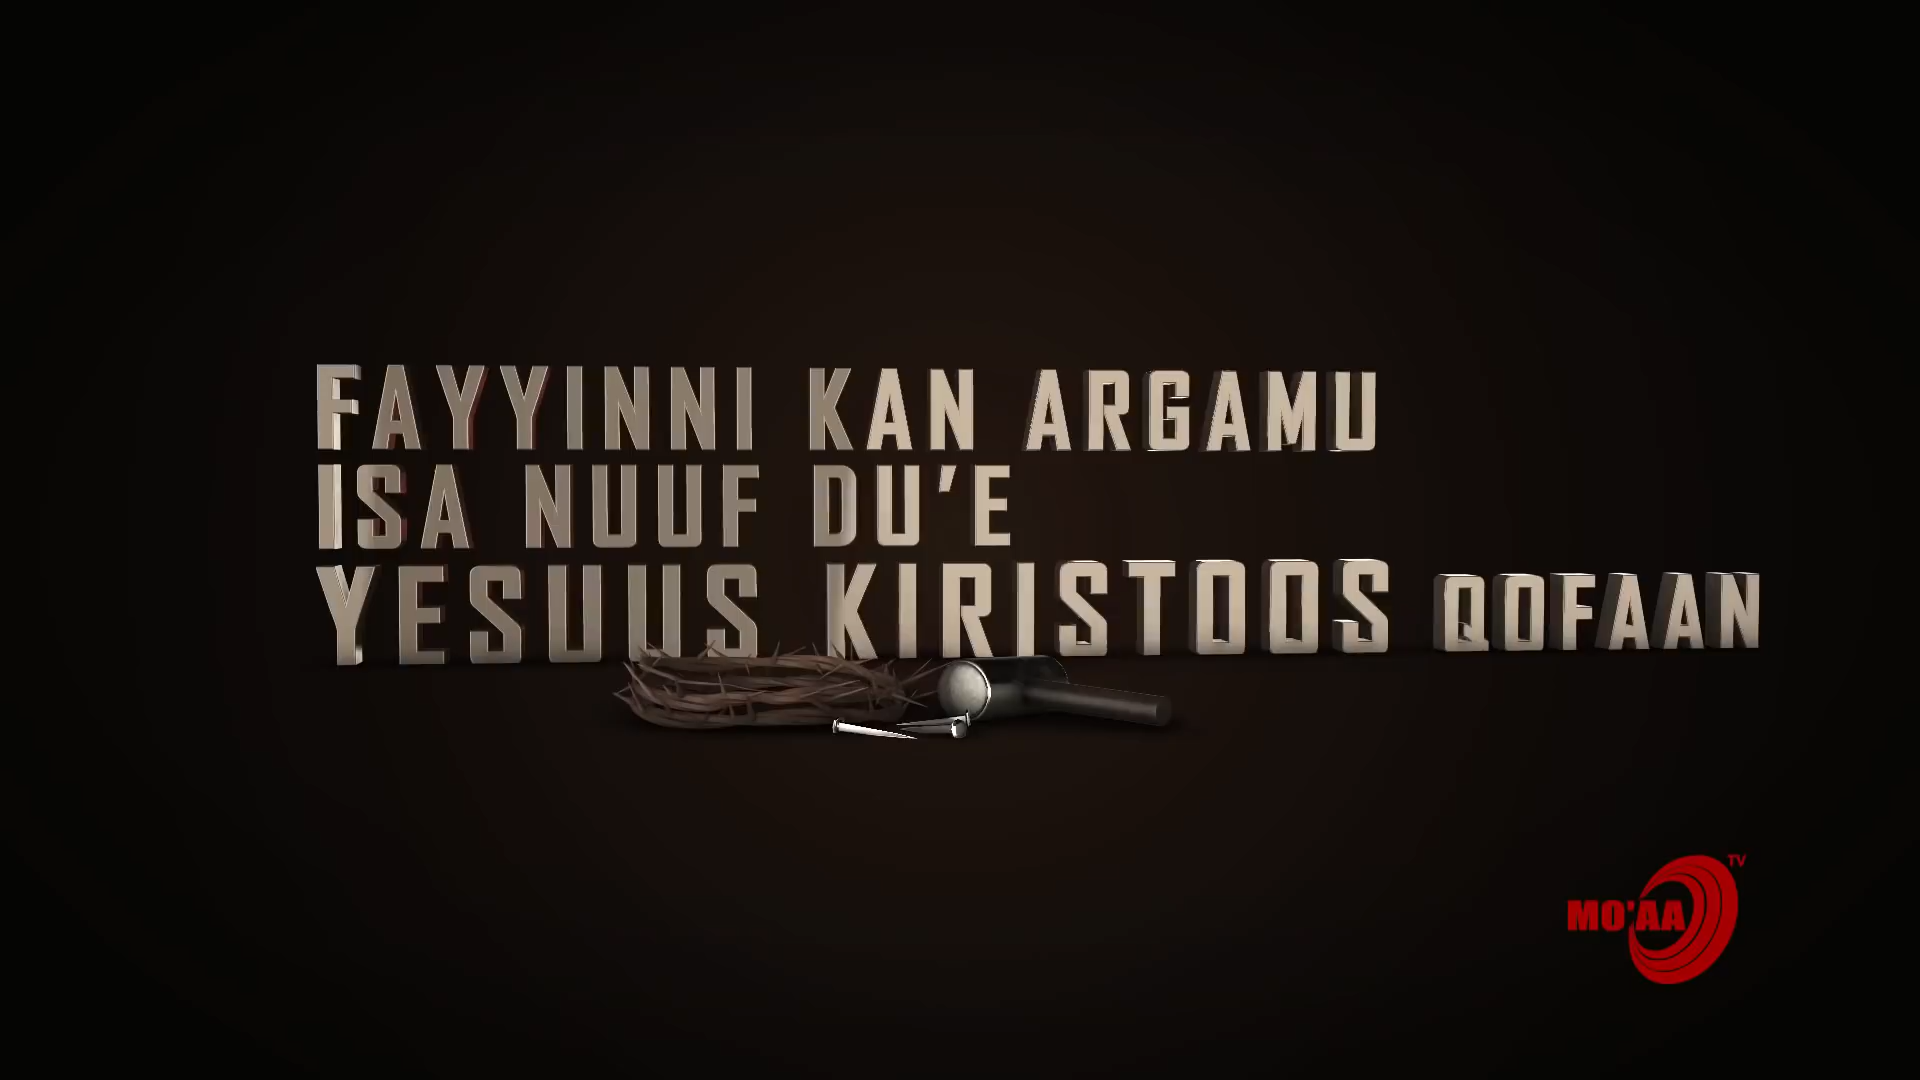 FAYYINNI KAN ARGAMU
ISA NUUF DU'E
YESUUS KIRISTOOS QOFAAN
MO'AA TV